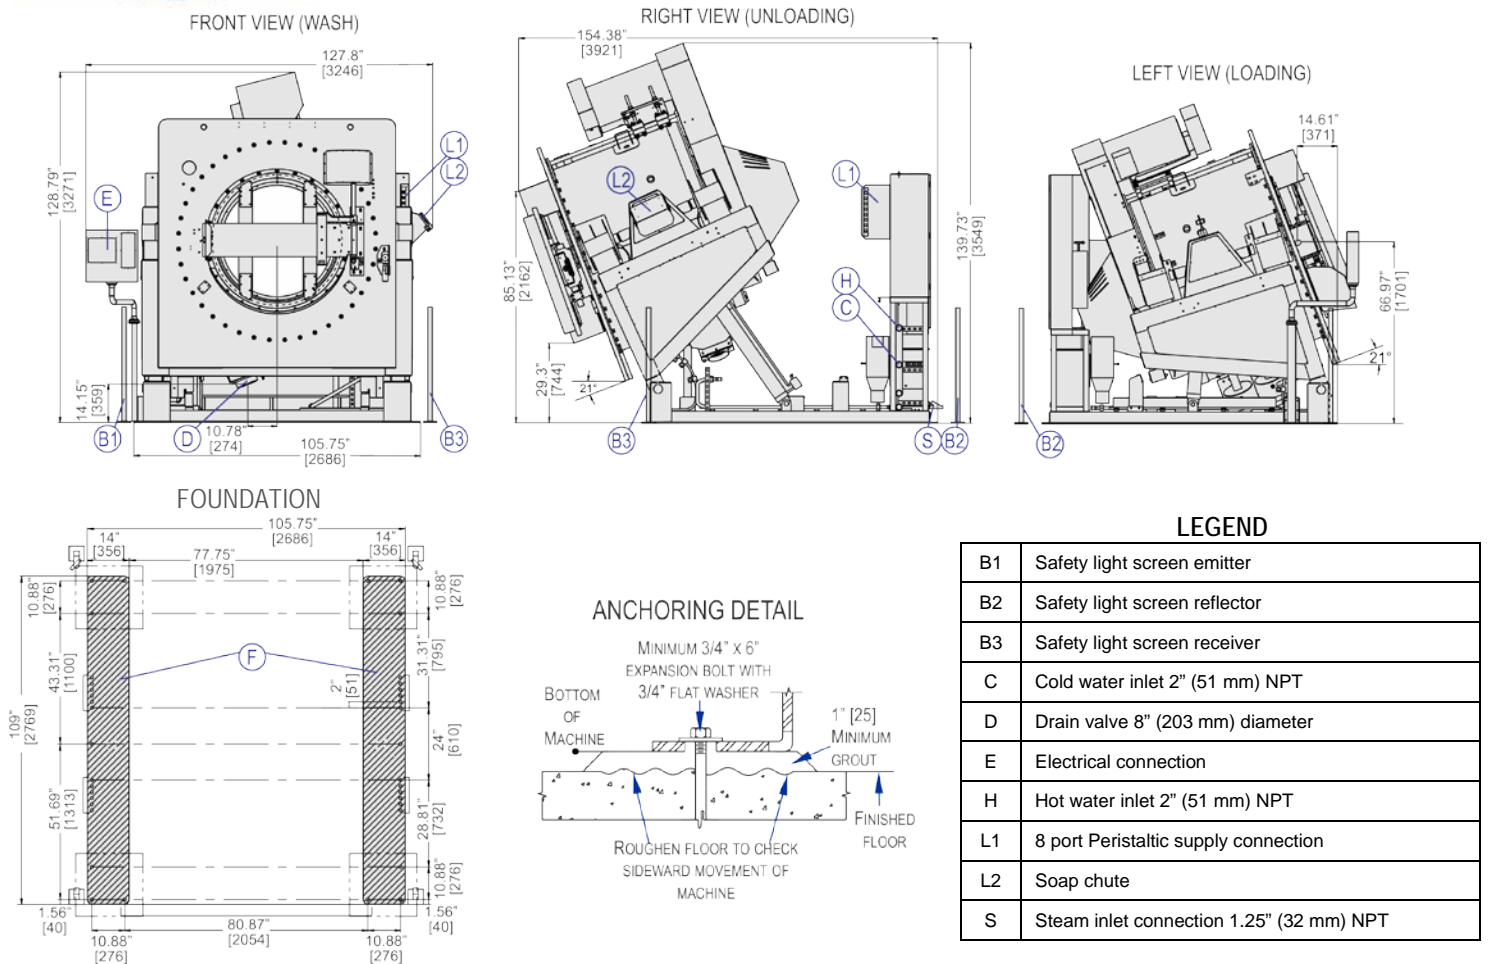 FRONT VIEW (WASH)
127.8"
[3246]
128.79"
[3271]
E
L1
L2
14.15"
[359]
B1
D
10.78"
[274]
B3
105.75"
[2686]
RIGHT VIEW (UNLOADING)
154.38"
[3921]
L2
L1
139.73"
[3549]
85.13"
[2162]
H
C
29.3"
[744]
21°
B3
S
B2
LEFT VIEW (LOADING)
14.61"
[371]
66.97"
[1701]
21°
B2
FOUNDATION
105.75"
[2686]
14"
[356]
77.75"
[1975]
14"
[356]
10.88"
[276]
10.88"
[276]
109"
[2769]
43.31"
[1100]
F
2"
[51]
31.31"
[795]
24"
[610]
51.69"
[1313]
28.81"
[732]
10.88"
[276]
1.56"
[40]
80.87"
[2054]
1.56"
[40]
10.88"
[276]
10.88"
[276]
ANCHORING DETAIL
MINIMUM 3/4" X 6"
EXPANSION BOLT WITH
3/4" FLAT WASHER
BOTTOM
OF
MACHINE
1" [25]
MINIMUM
GROUT
FINISHED
FLOOR
ROUGHEN FLOOR TO CHECK
SIDEWARD MOVEMENT OF
MACHINE
LEGEND
B1 Safety light screen emitter
B2 Safety light screen reflector
B3 Safety light screen receiver
C Cold water inlet 2” (51 mm) NPT
D Drain valve 8” (203 mm) diameter
E Electrical connection
H Hot water inlet 2” (51 mm) NPT
L1 8 port Peristaltic supply connection
L2 Soap chute
S Steam inlet connection 1.25” (32 mm) NPT